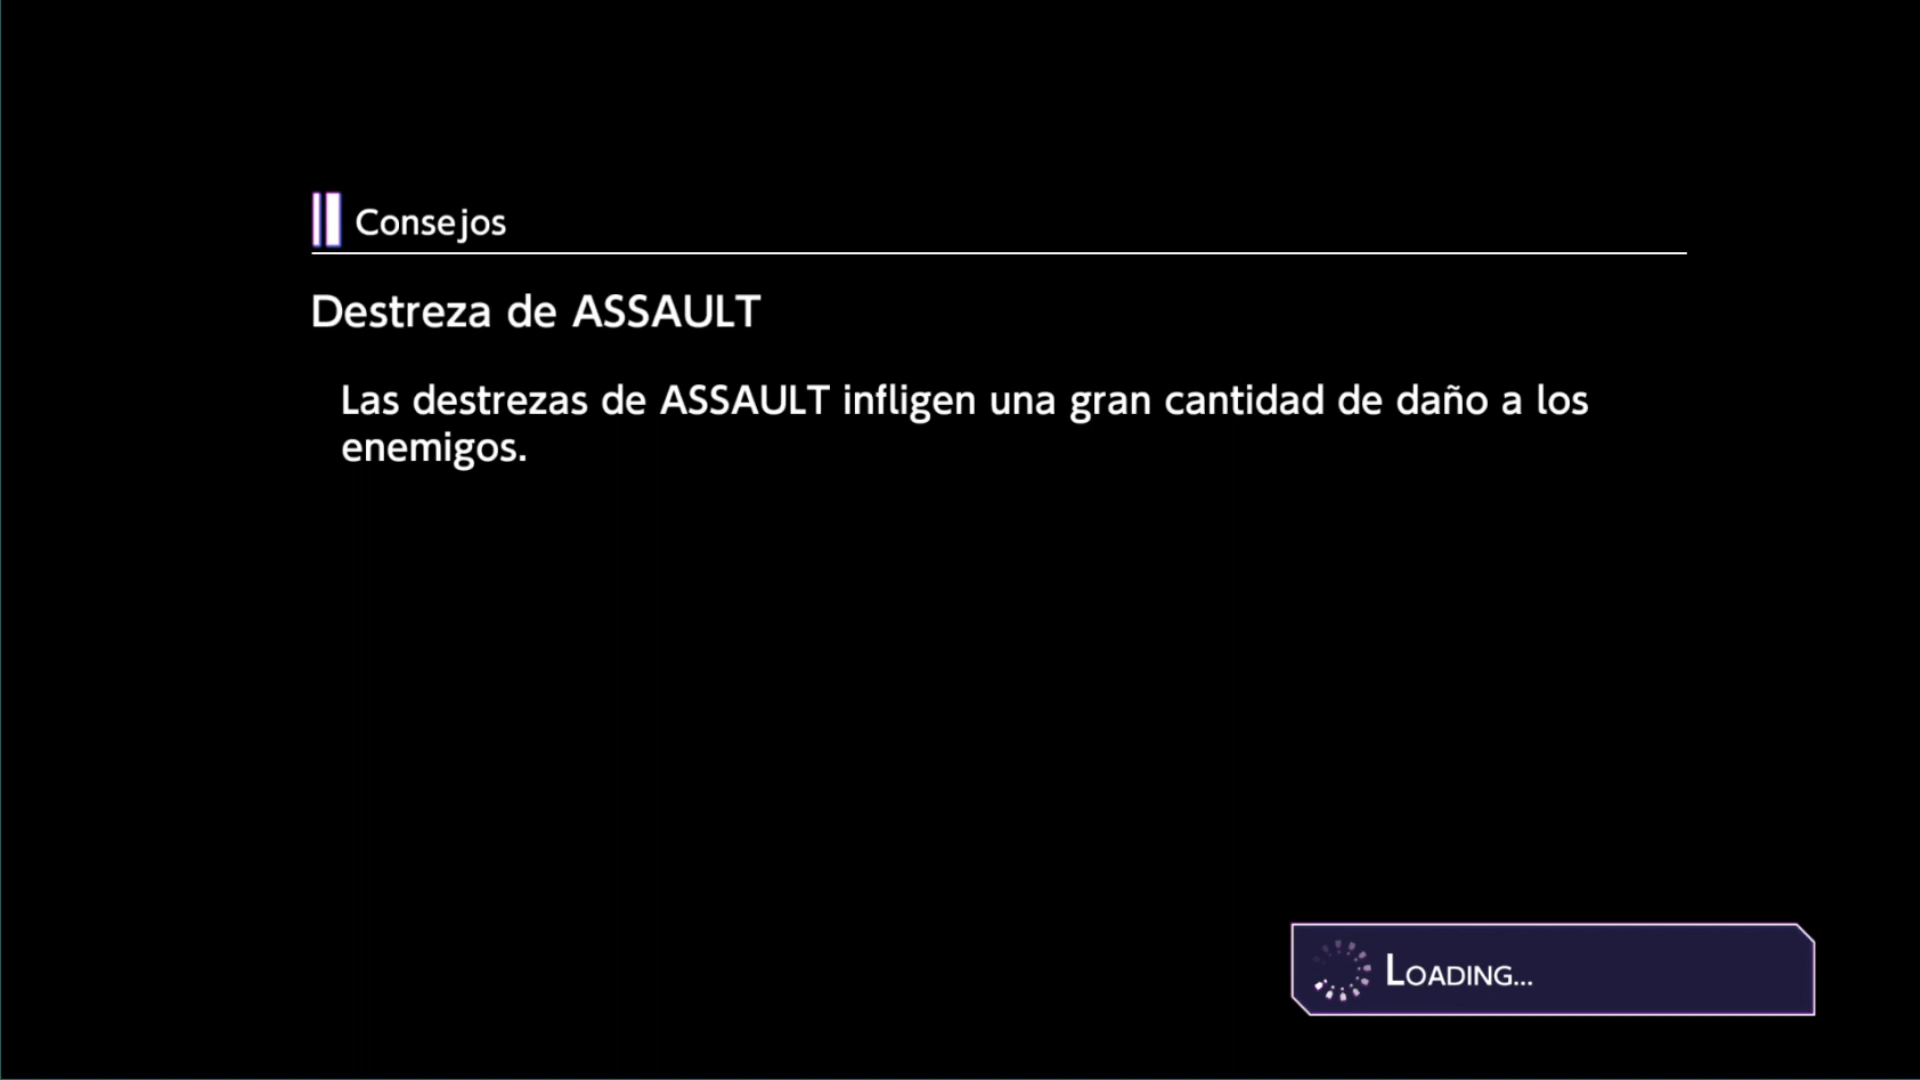 Consejos
Destreza de ASSAULT
Las destrezas de ASSAULT infligen una gran cantidad de daño a los
enemigos.
LOADING...